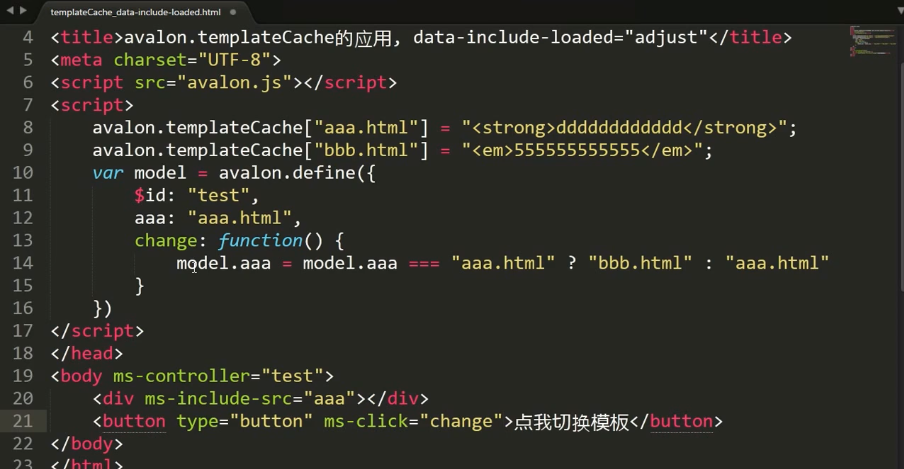 templateCache_data-include-loaded.html
4 <title>avalon.templateCache的应用, data-include-loaded="adjust"</title>
5 <meta charset="UTF-8">
6 <script src="avalon.js"></script>
7 <script>
8 avalon.templateCache["aaa.html"] = "<strong>dddddddddddd</strong>";
9 avalon.templateCache["bbb.html"] = "<em>555555555555</em>";
10 var model = avalon.define({
11 $id: "test",
12 aaa: "aaa.html",
13 change: function() {
14 model.aaa = model.aaa === "aaa.html" ? "bbb.html" : "aaa.html"
15 }
16 })
17 </script>
18 </head>
19 <body ms-controller="test">
20 <div ms-include-src="aaa"></div>
21 <button type="button" ms-click="change">点我切换模板</button>
22 </body>
23 </html>